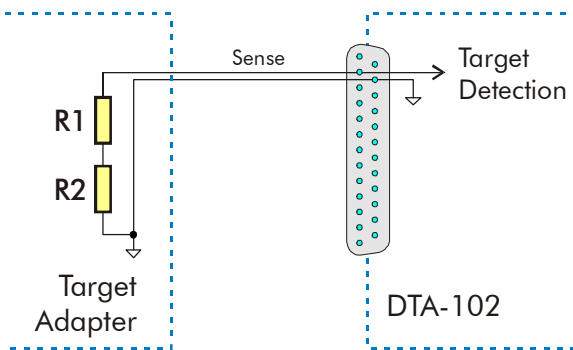 Sense
Target
Detection
R1
R2
Target
Adapter
DTA-102